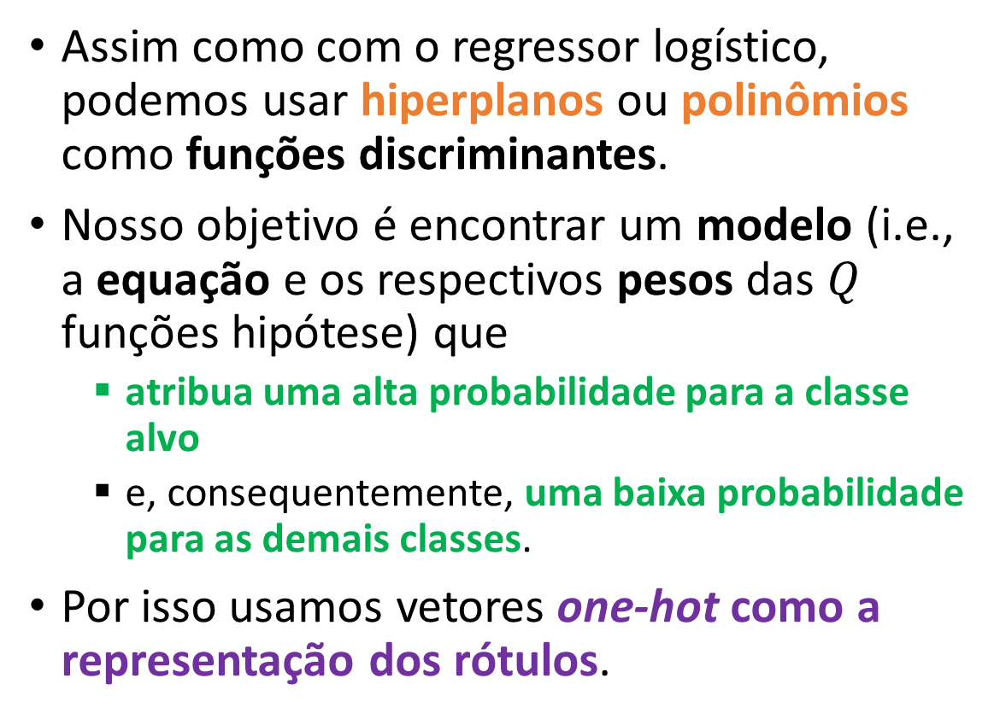 • Assim como com o regressor logístico,
podemos usar hiperplanos ou polinômios
como funções discriminantes.
• Nosso objetivo é encontrar um modelo (i.e.,
a equação e os respectivos pesos das Q
funções hipótese) que
▪ atribua uma alta probabilidade para a classe
alvo
▪ e, consequentemente, uma baixa probabilidade
para as demais classes.
• Por isso usamos vetores one-hot como a
representação dos rótulos.